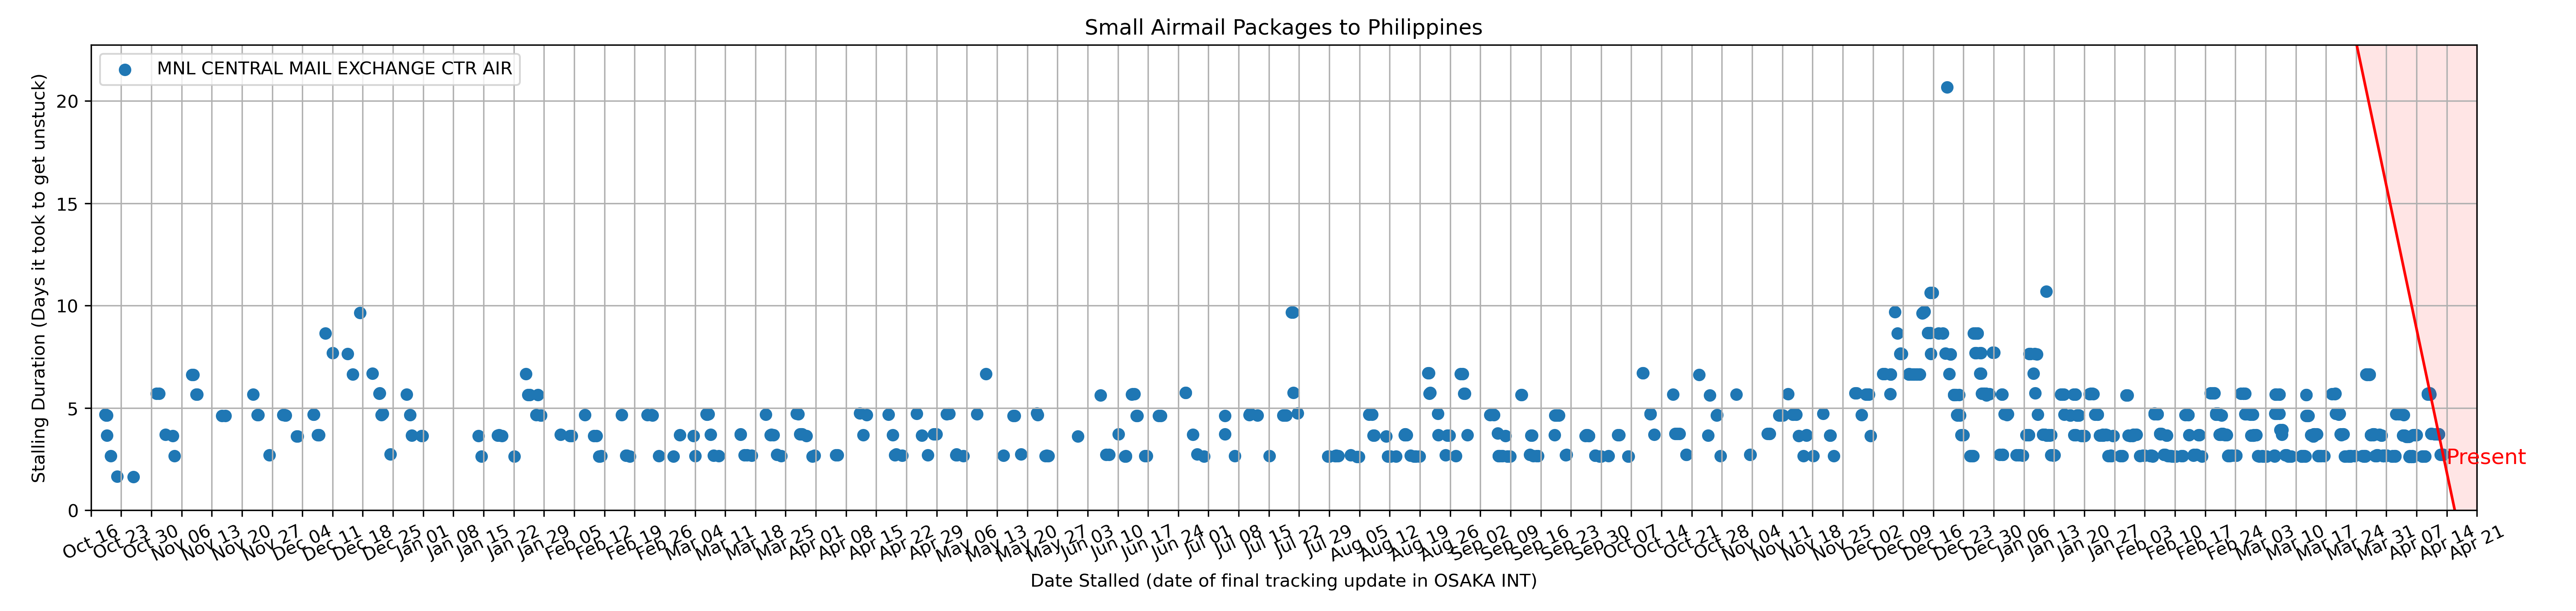 Small Airmail Packages to Philippines
MNL CENTRAL MAIL EXCHANGE CTR AIR
Stalling Duration (Days it took to get unstuck)
20
15
10
5
0
Present
Oct 16
Oct 23
Oct 30
Nov 06
Nov 13
Nov 20
Nov 27
Dec 04
Dec 11
Dec 18
Dec 25
Jan 01
Jan 08
Jan 15
Jan 22
Jan 29
Feb 05
Feb 12
Feb 19
Feb 26
Mar 04
Mar 11
Mar 18
Mar 25
Apr 01
Apr 08
Apr 15
Apr 22
Apr 29
May 06
May 13
May 20
May 27
Jun 03
Jun 10
Jun 17
Jun 24
Jul 01
Jul 08
Jul 15
Jul 22
Jul 29
Aug 05
Aug 12
Aug 19
Aug 26
Sep 02
Sep 09
Sep 16
Sep 23
Sep 30
Oct 07
Oct 14
Oct 21
Oct 28
Nov 04
Nov 11
Nov 18
Nov 25
Dec 02
Dec 09
Dec 16
Dec 23
Dec 30
Jan 06
Jan 13
Jan 20
Jan 27
Feb 03
Feb 10
Feb 17
Feb 24
Mar 03
Mar 10
Mar 17
Mar 24
Mar 31
Apr 07
Apr 14
Apr 21
Date Stalled (date of final tracking update in OSAKA INT)